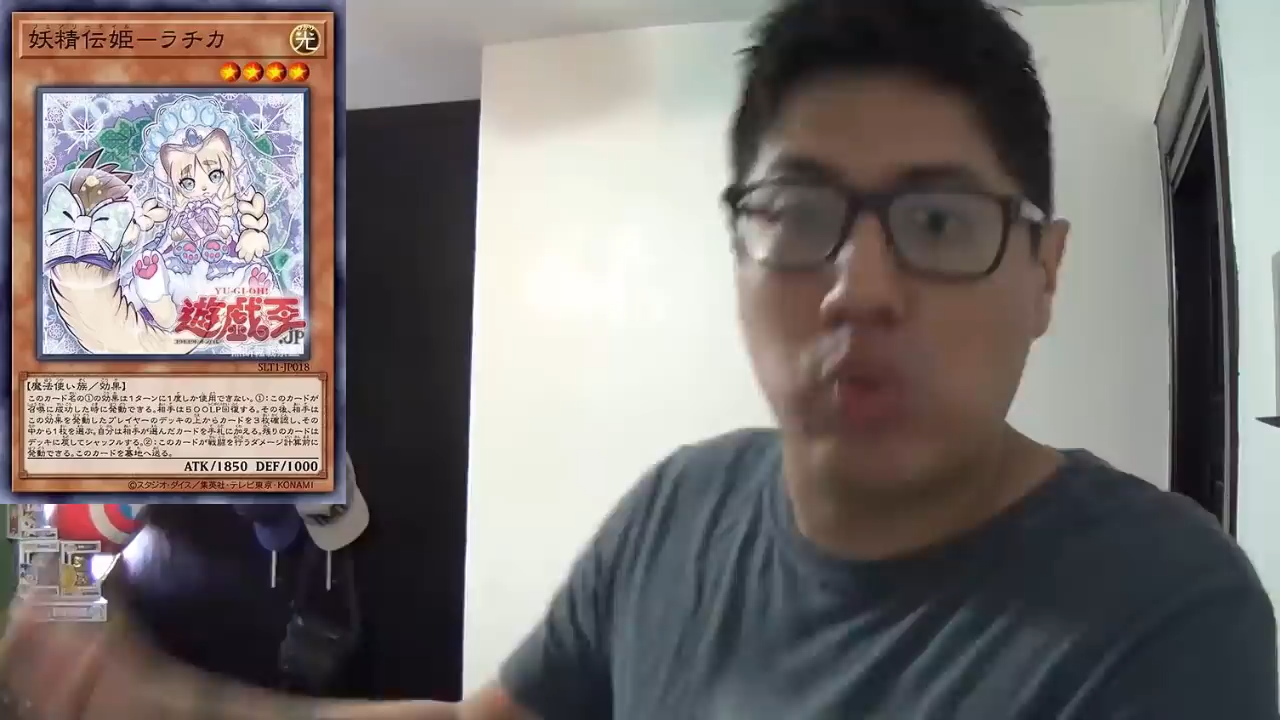 妖精伝姫－ラチカ
光
YU-GI-OH!
遊戯王
.JP
SLT1-JP018
【魔法使い族／効果】
このカード名の①の効果は1ターンに1度しか使用できない。①:このカードが
召喚に成功した時に発動できる。相手は５００LP回復する。その後、相手は
この効果を発動したプレイヤーのデッキの上からカードを３枚確認し、その
中から1枚を選ぶ。自分は相手が選んだカードを手札に加える。残りのカードは
デッキに戻してシャッフルする。②:このカードが戦闘を行うダメージ計算前に
発動できる。このカードを墓地へ送る。
ATK/1850 DEF/1000
©スタジオ・ダイス／集英社・テレビ東京・KONAMI